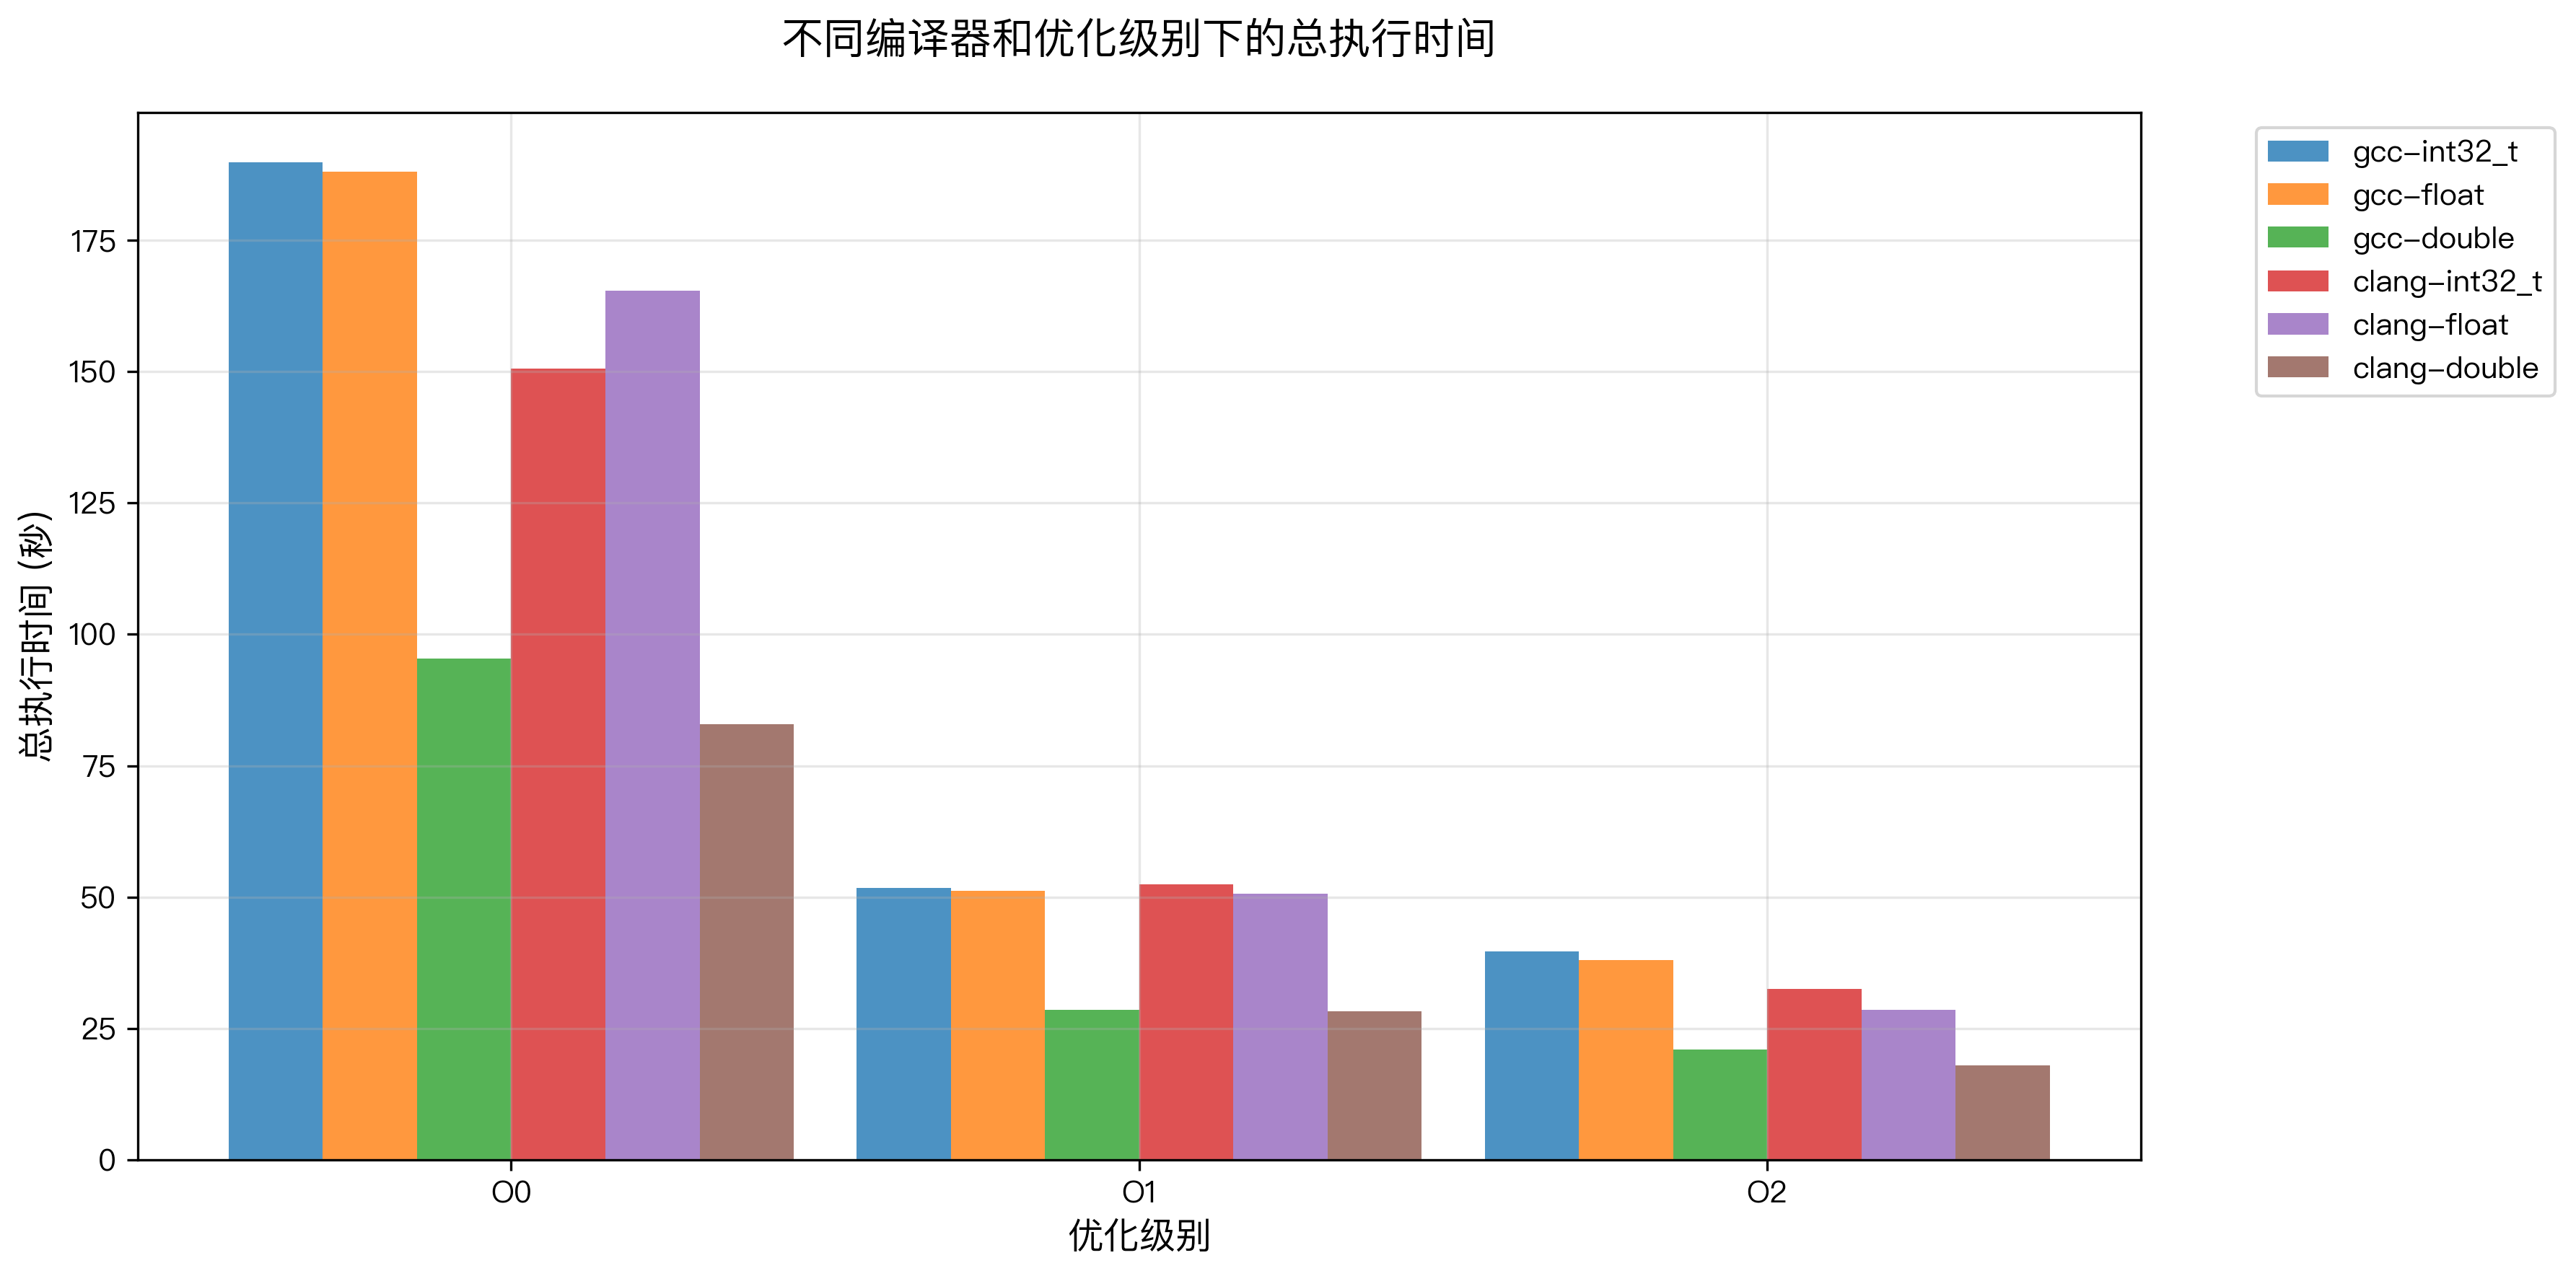 不同编译器和优化级别下的总执行时间
总执行时间 (秒)
175
150
125
100
75
50
25
0
O0
O1
O2
优化级别
gcc-int32_t
gcc-float
gcc-double
clang-int32_t
clang-float
clang-double